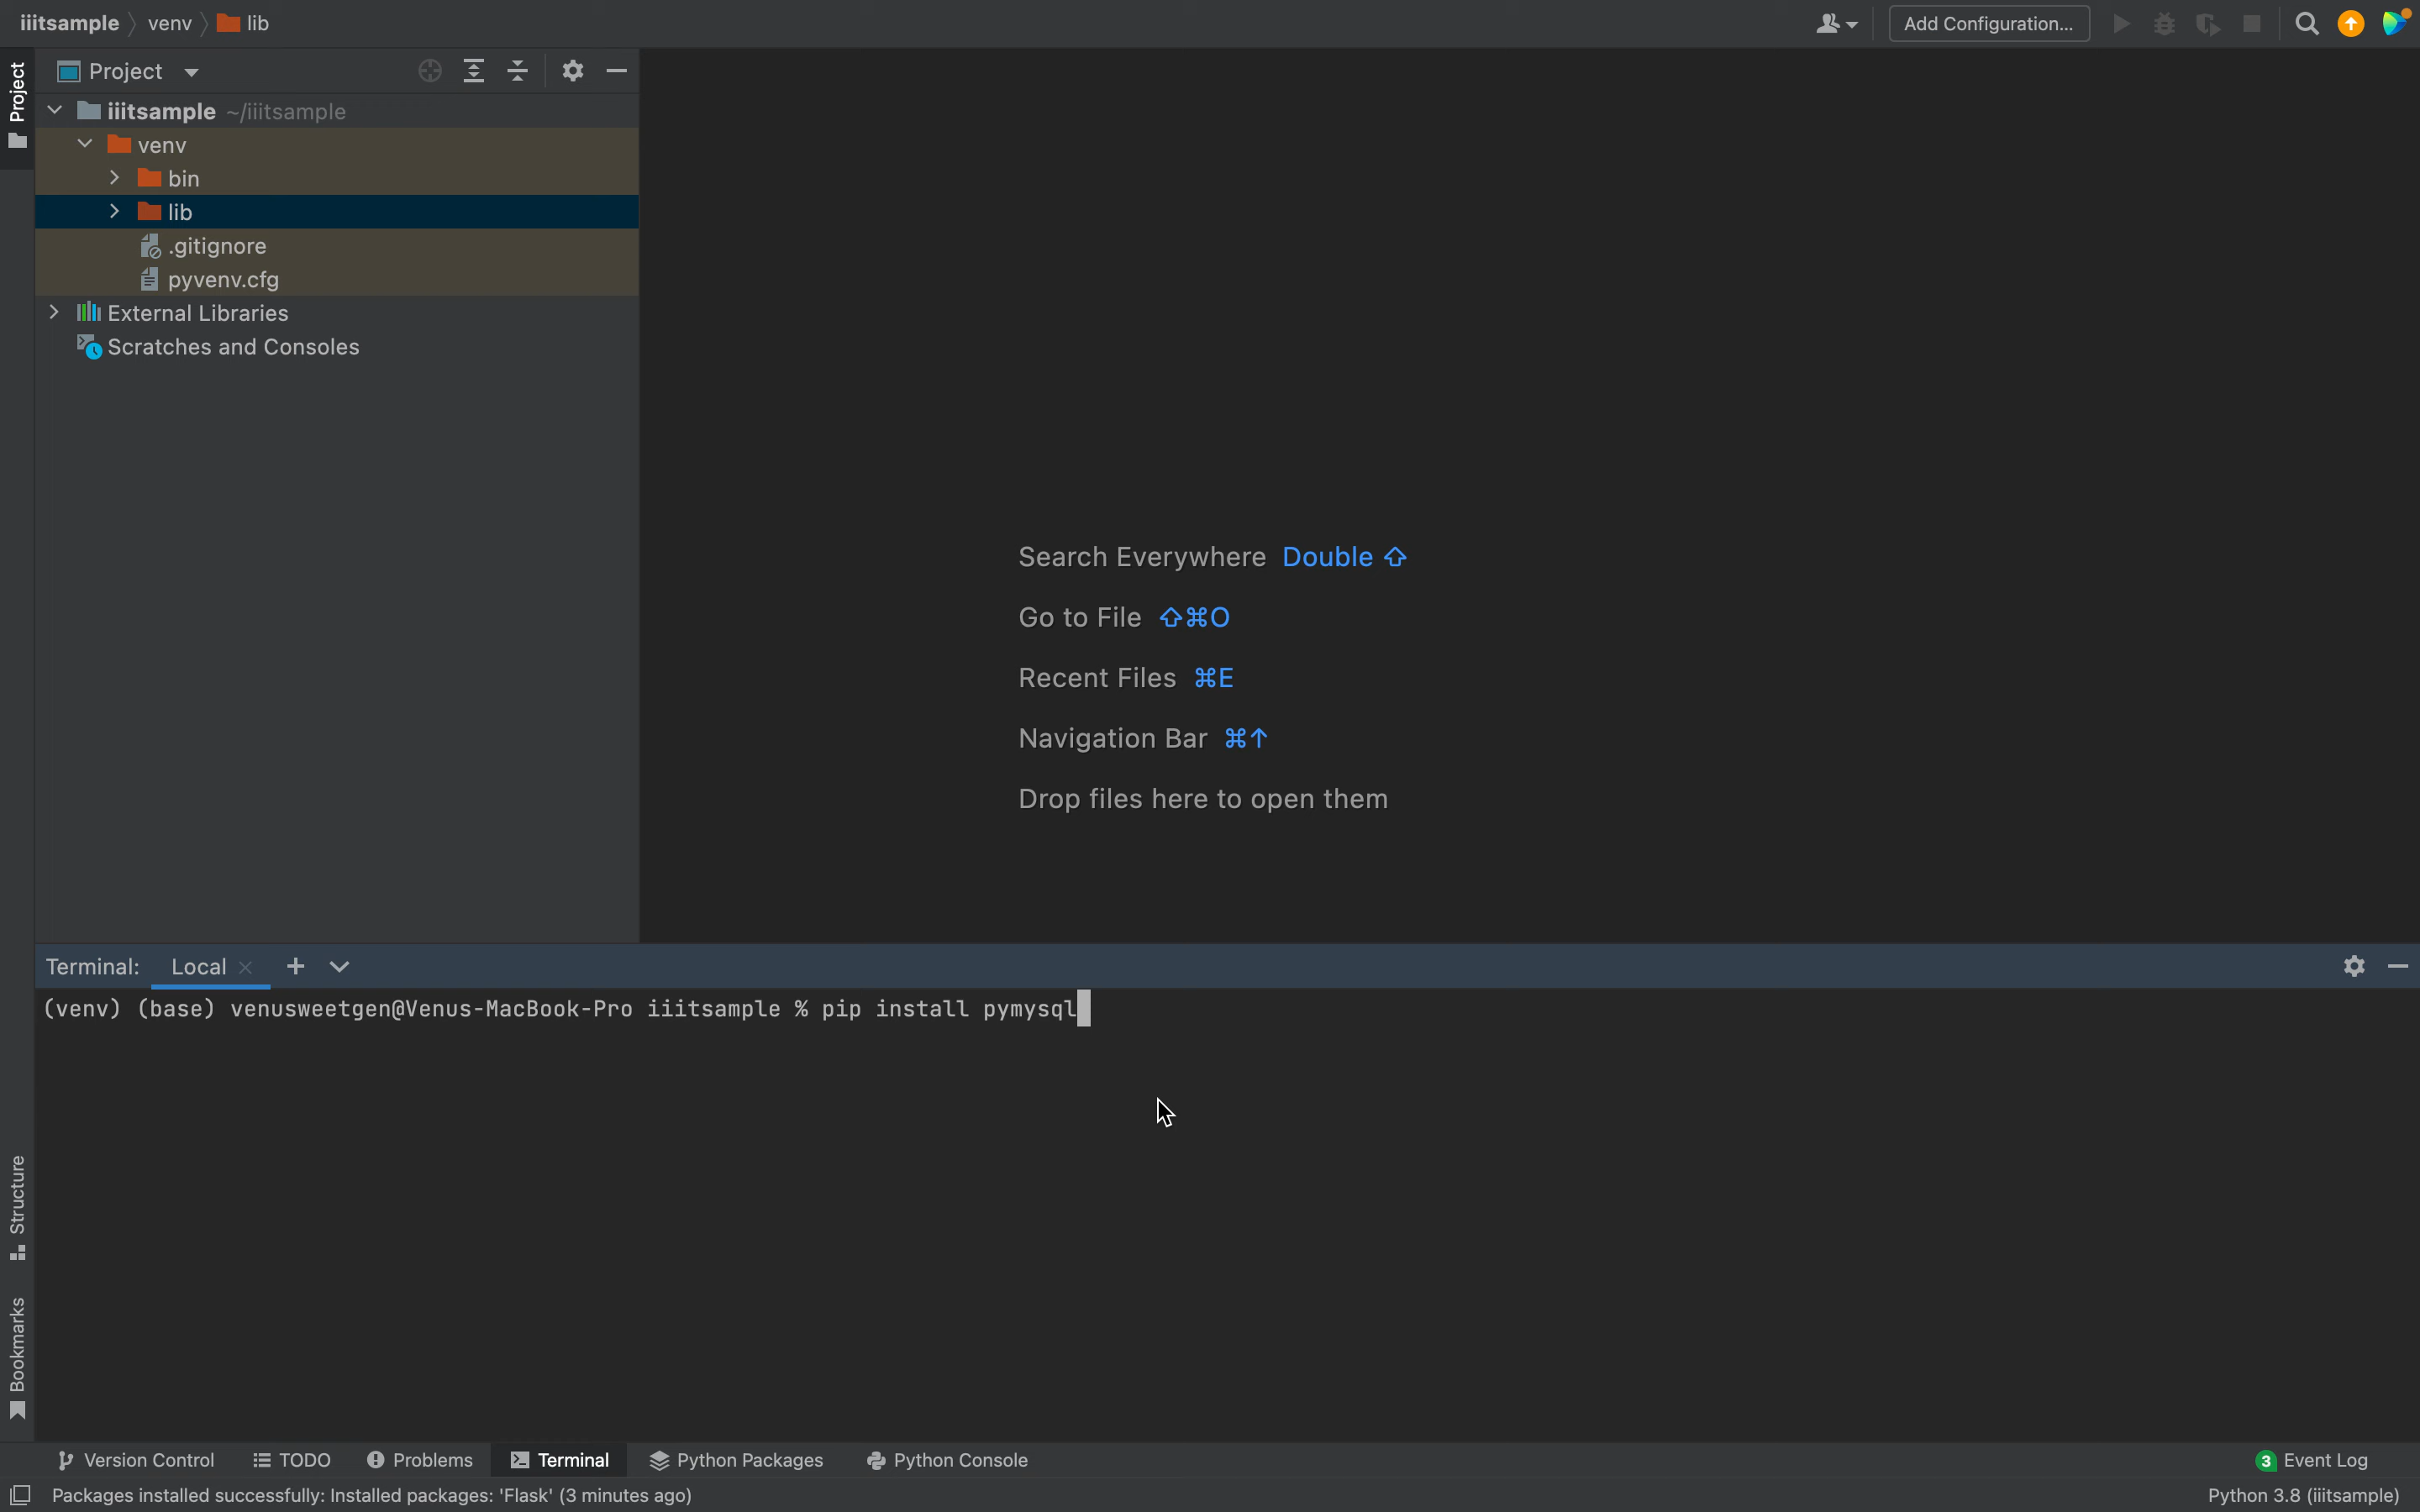 iiitsample venv lib
Add Configuration...
Project
Project
iiitsample ~/iiitsample
venv
bin
lib
.gitignore
pyvenv.cfg
External Libraries
Scratches and Consoles
Search Everywhere Double ⇧
Go to File ⇧⌘O
Recent Files ⌘E
Navigation Bar ⌘↑
Drop files here to open them
Terminal: Local
(venv) (base) venusweetgen@Venus-MacBook-Pro iiitsample % pip install pymysql
Structure
Bookmarks
Version Control TODO Problems Terminal Python Packages Python Console 3 Event Log
Packages installed successfully: Installed packages: 'Flask' (3 minutes ago) Python 3.8 (iiitsample)